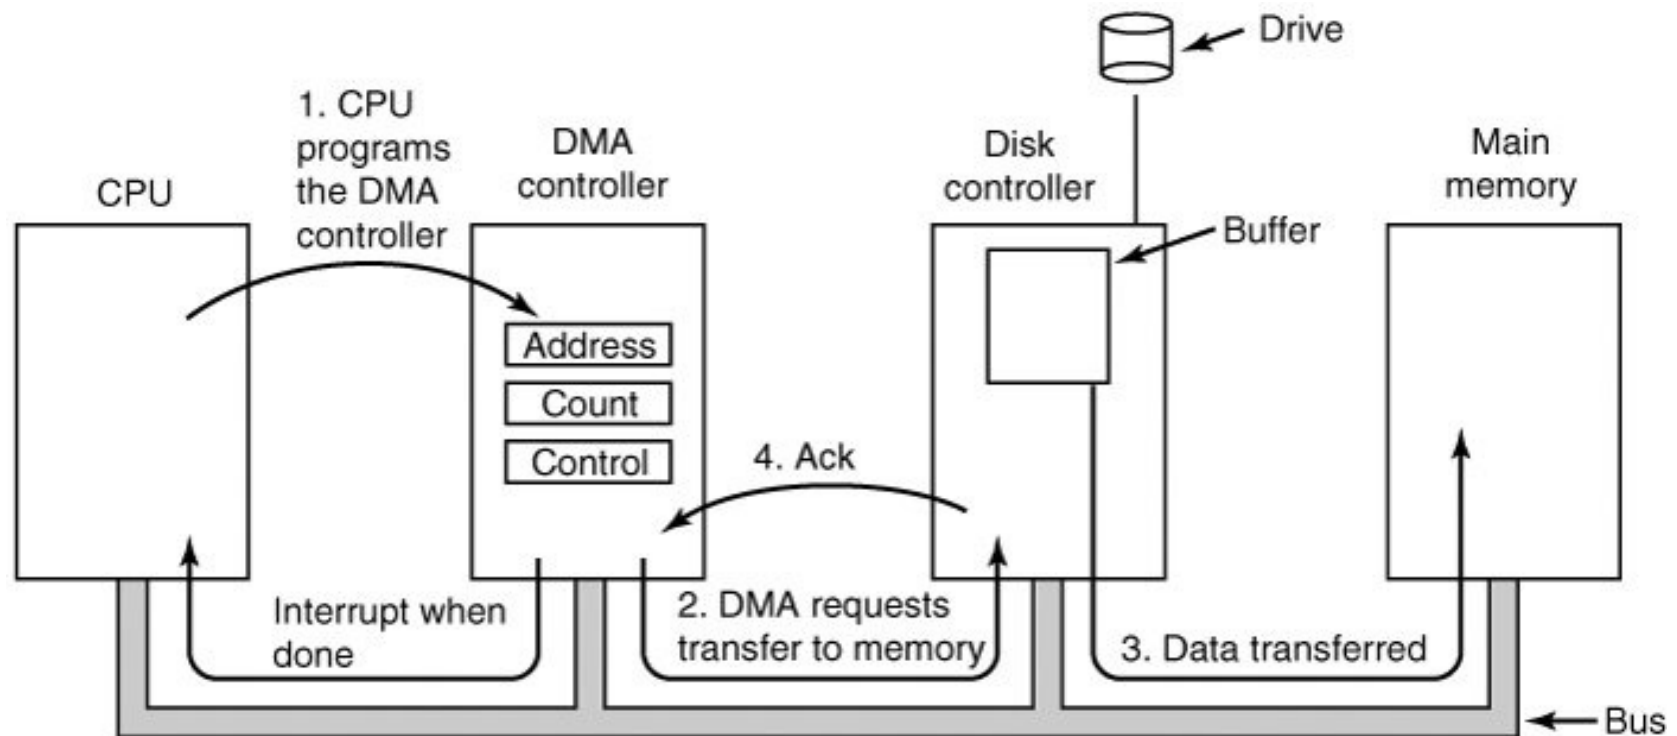 Drive
1. CPU
programs
the DMA
controller
CPU
DMA
controller
Disk
controller
Main
memory
Buffer
Address
Count
Control
4. Ack
Interrupt when
done
2. DMA requests
transfer to memory
3. Data transferred
Bus